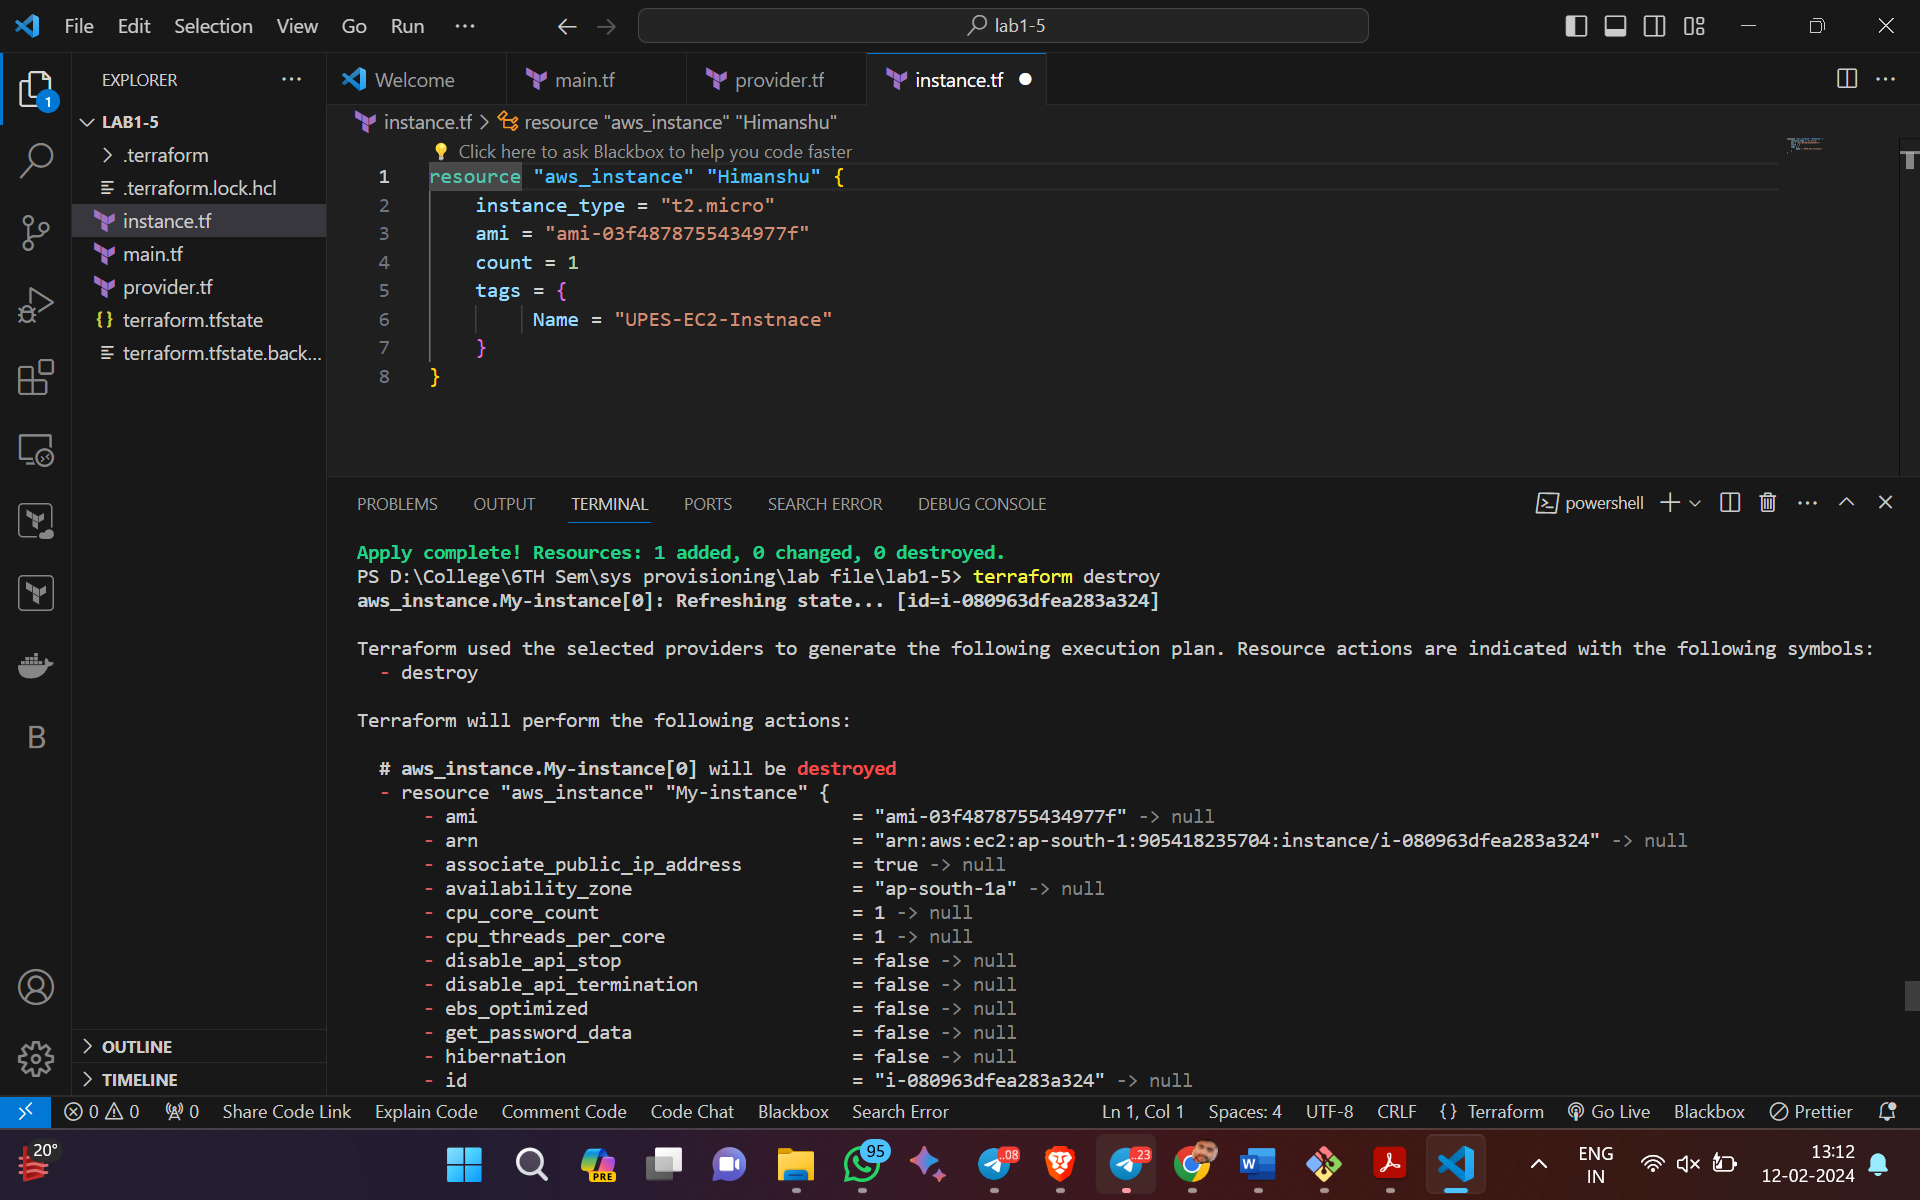 File Edit Selection View Go Run ···
lab1-5
EXPLORER ···
Welcome
main.tf
provider.tf
instance.tf
1
LAB1-5
.terraform
.terraform.lock.hcl
instance.tf
main.tf
provider.tf
terraform.tfstate
terraform.tfstate.back...
OUTLINE
TIMELINE
instance.tf > resource "aws_instance" "Himanshu"
Click here to ask Blackbox to help you code faster
1 resource "aws_instance" "Himanshu" {
2 instance_type = "t2.micro"
3 ami = "ami-03f4878755434977f"
4 count = 1
5 tags = {
6 Name = "UPES-EC2-Instnace"
7 }
8 }
PROBLEMS OUTPUT TERMINAL PORTS SEARCH ERROR DEBUG CONSOLE
powershell
Apply complete! Resources: 1 added, 0 changed, 0 destroyed.
PS D:\College\6TH Sem\sys provisioning\lab file\lab1-5> terraform destroy
aws_instance.My-instance[0]: Refreshing state... [id=i-080963dfea283a324]
Terraform used the selected providers to generate the following execution plan. Resource actions are indicated with the following symbols:
- destroy
Terraform will perform the following actions:
# aws_instance.My-instance[0] will be destroyed
- resource "aws_instance" "My-instance" {
- ami = "ami-03f4878755434977f" -> null
- arn = "arn:aws:ec2:ap-south-1:905418235704:instance/i-080963dfea283a324" -> null
- associate_public_ip_address = true -> null
- availability_zone = "ap-south-1a" -> null
- cpu_core_count = 1 -> null
- cpu_threads_per_core = 1 -> null
- disable_api_stop = false -> null
- disable_api_termination = false -> null
- ebs_optimized = false -> null
- get_password_data = false -> null
- hibernation = false -> null
- id = "i-080963dfea283a324" -> null
B
0 0 0 Share Code Link Explain Code Comment Code Code Chat Blackbox Search Error Ln 1, Col 1 Spaces: 4 UTF-8 CRLF {} Terraform Go Live Blackbox Prettier
20°
PRE
95
..08
..23
W
ENG
IN
13:12
12-02-2024